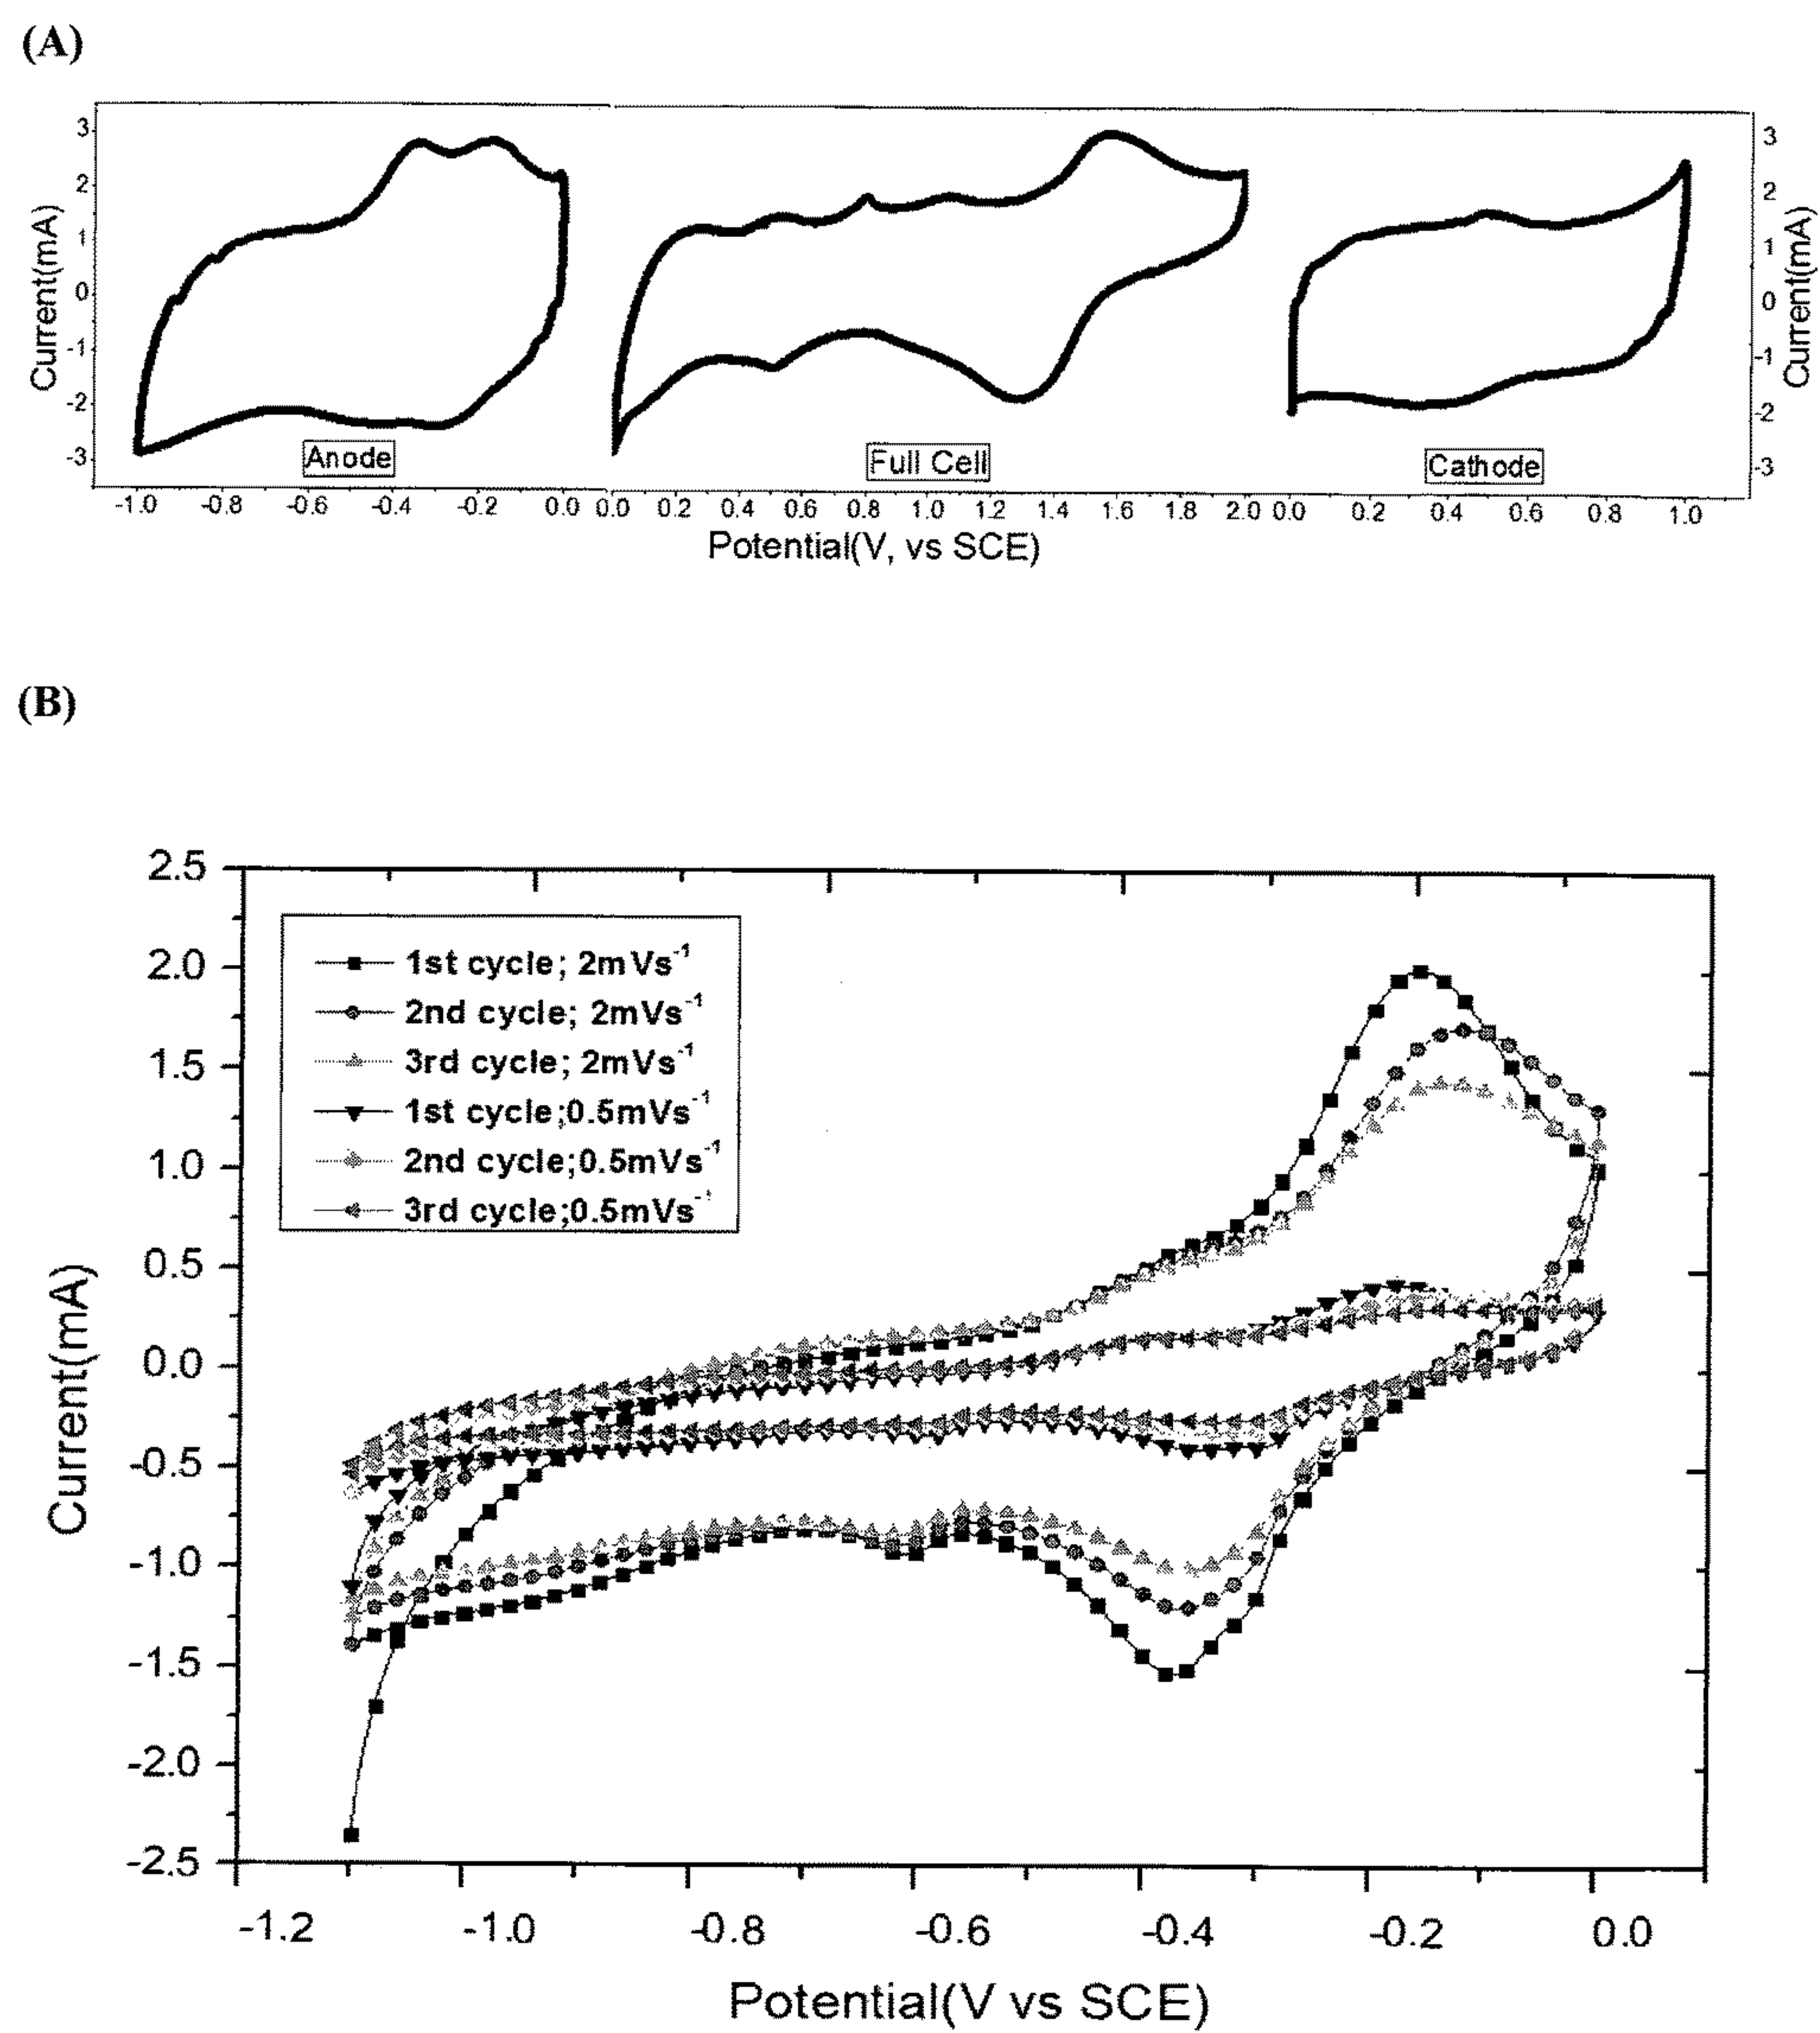 (A)
Current(mA)
3
2
1
0
-1
-2
-3
Anode
Full Cell
Cathode
3
2
1
0
-1
-2
-3
Current(mA)
-1.0 -0.8 -0.6 -0.4 -0.2 0.0 0.0 0.2 0.4 0.6 0.8 1.0 1.2 1.4 1.6 1.8 2.0 0.0 0.2 0.4 0.6 0.8 1.0
Potential(V, vs SCE)
(B)
Current(mA)
2.5
2.0
1.5
1.0
0.5
0.0
-0.5
-1.0
-1.5
-2.0
-2.5
1st cycle; 2mVs⁻¹
2nd cycle; 2mVs⁻¹
3rd cycle; 2mVs⁻¹
1st cycle;0.5mVs⁻¹
2nd cycle;0.5mVs⁻¹
3rd cycle;0.5mVs⁻¹
-1.2 -1.0 -0.8 -0.6 -0.4 -0.2 0.0
Potential(V vs SCE)